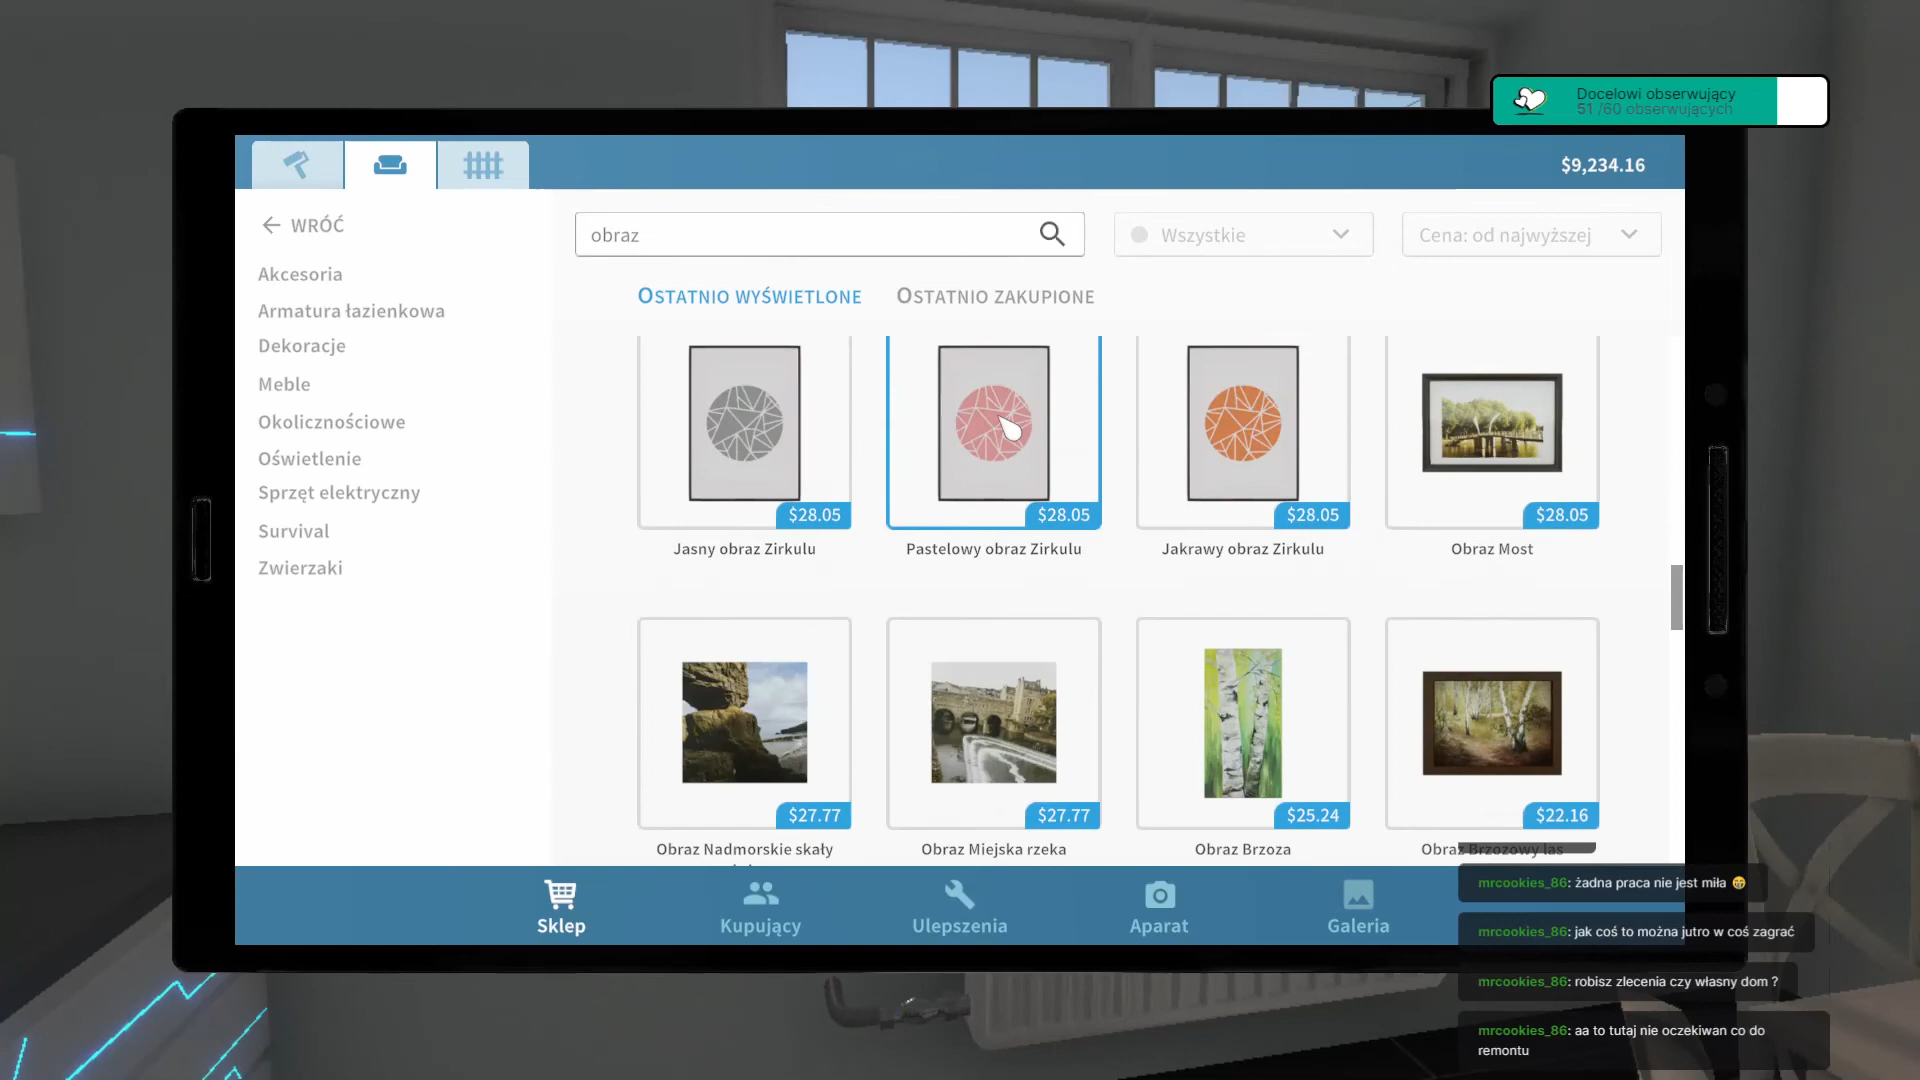 Docelowi obserwujący
51 /60 obserwujących
$9,234.16
WRÓĆ
Akcesoria
Armatura łazienkowa
Dekoracje
Meble
Okolicznościowe
Oświetlenie
Sprzęt elektryczny
Survival
Zwierzaki
obraz
Wszystkie
Cena: od najwyższej
OSTATNIO WYŚWIETLONE
OSTATNIO ZAKUPIONE
$28.05
$28.05
$28.05
$28.05
Jasny obraz Zirkulu
Pastelowy obraz Zirkulu
Jakrawy obraz Zirkulu
Obraz Most
$27.77
$27.77
$25.24
$22.16
Obraz Nadmorskie skały
Obraz Miejska rzeka
Obraz Brzoza
Obraz Brzozowy las
Sklep
Kupujący
Ulepszenia
Aparat
Galeria
mrcookies_86: żadna praca nie jest miła 😁
mrcookies_86: jak coś to można jutro w coś zagrać
mrcookies_86: robisz zlecenia czy własny dom ?
mrcookies_86: aa to tutaj nie oczekiwan co do
remontu